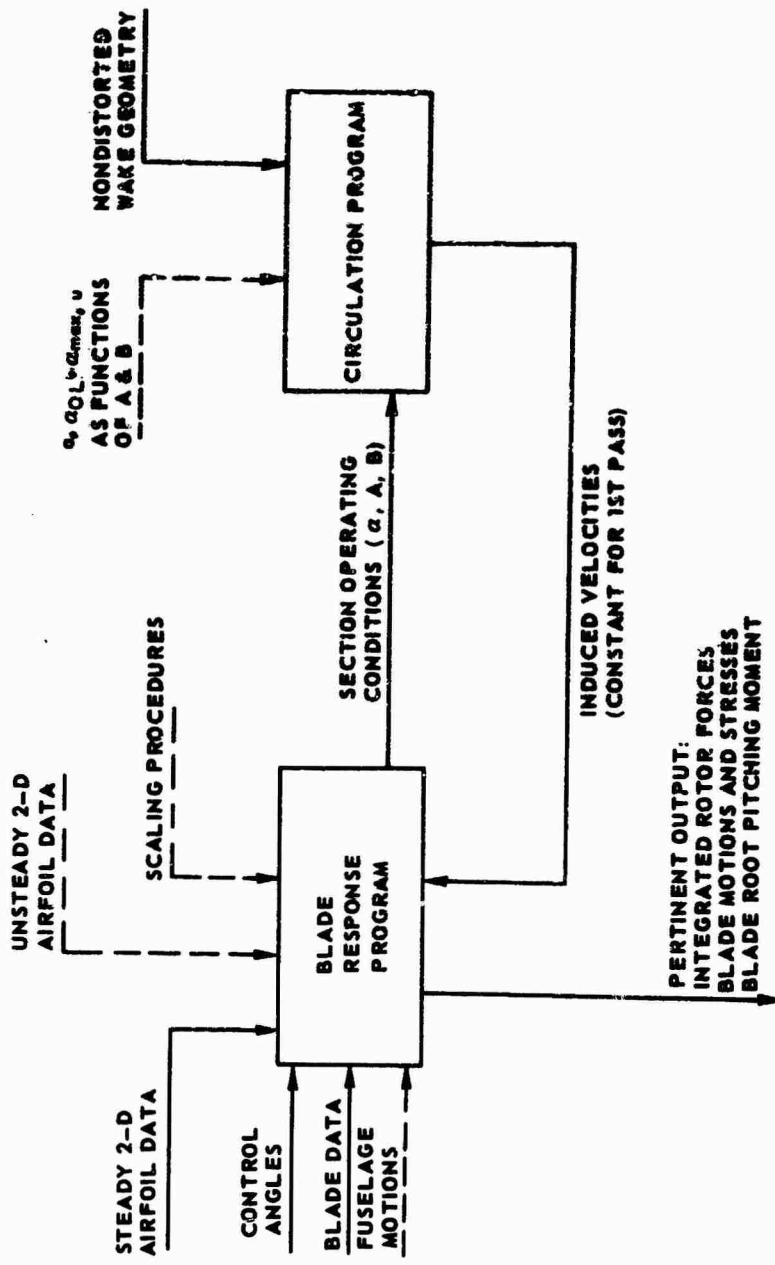 STEADY 2-D
AIRFOIL DATA
UNSTEADY 2-D
AIRFOIL DATA
SCALING PROCEDURES
CONTROL
ANGLES
BLADE DATA
FUSELAGE
MOTIONS
BLADE
RESPONSE
PROGRAM
SECTION OPERATING
CONDITIONS (α, A, B)
AS FUNCTIONS
OF A & B
NONDISTORTED
WAKE GEOMETRY
CIRCULATION PROGRAM
INDUCED VELOCITIES
(CONSTANT FOR 1ST PASS)
PERTINENT OUTPUT:
INTEGRATED ROTOR FORCES
BLADE MOTIONS AND STRESSES
BLADE ROOT PITCHING MOMENT